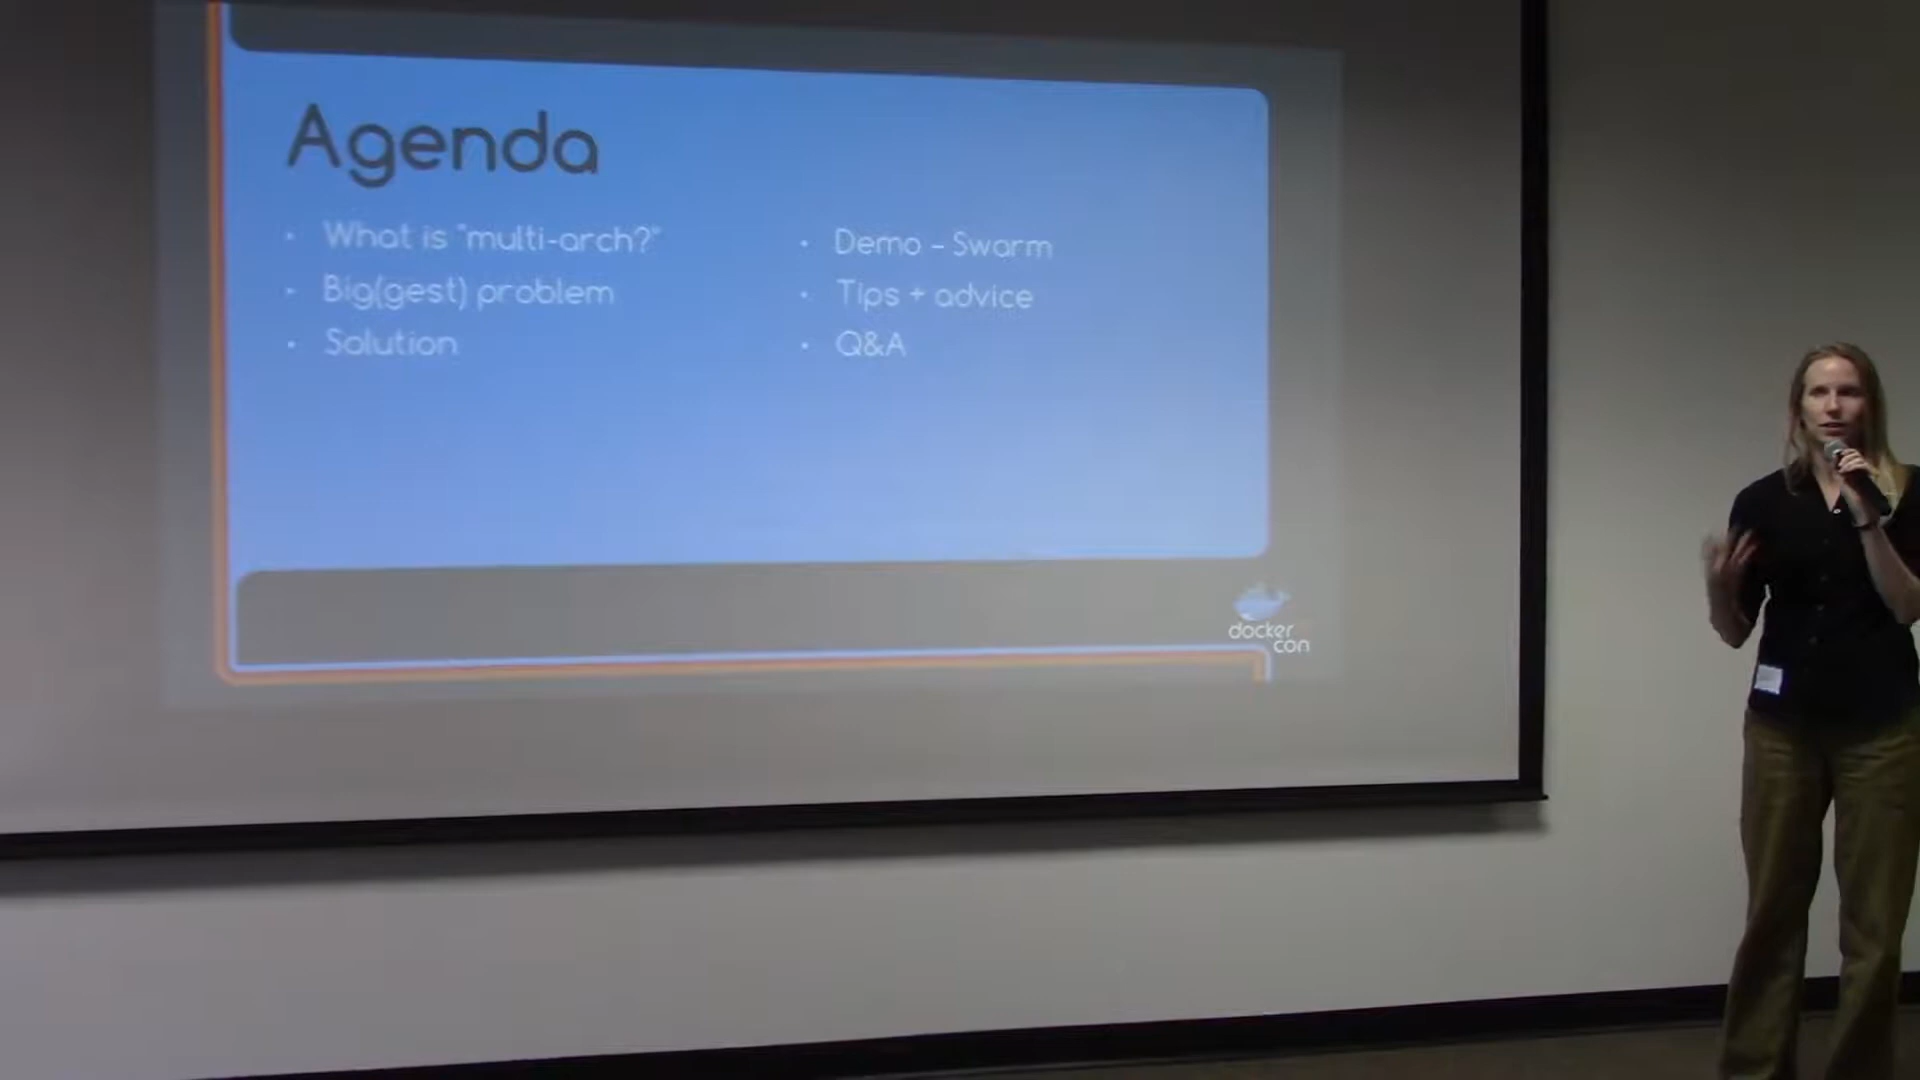 Agenda
• What is "multi-arch?"
• Big(gest) problem
• Solution
• Demo – Swarm
• Tips + advice
• Q&A
docker
con